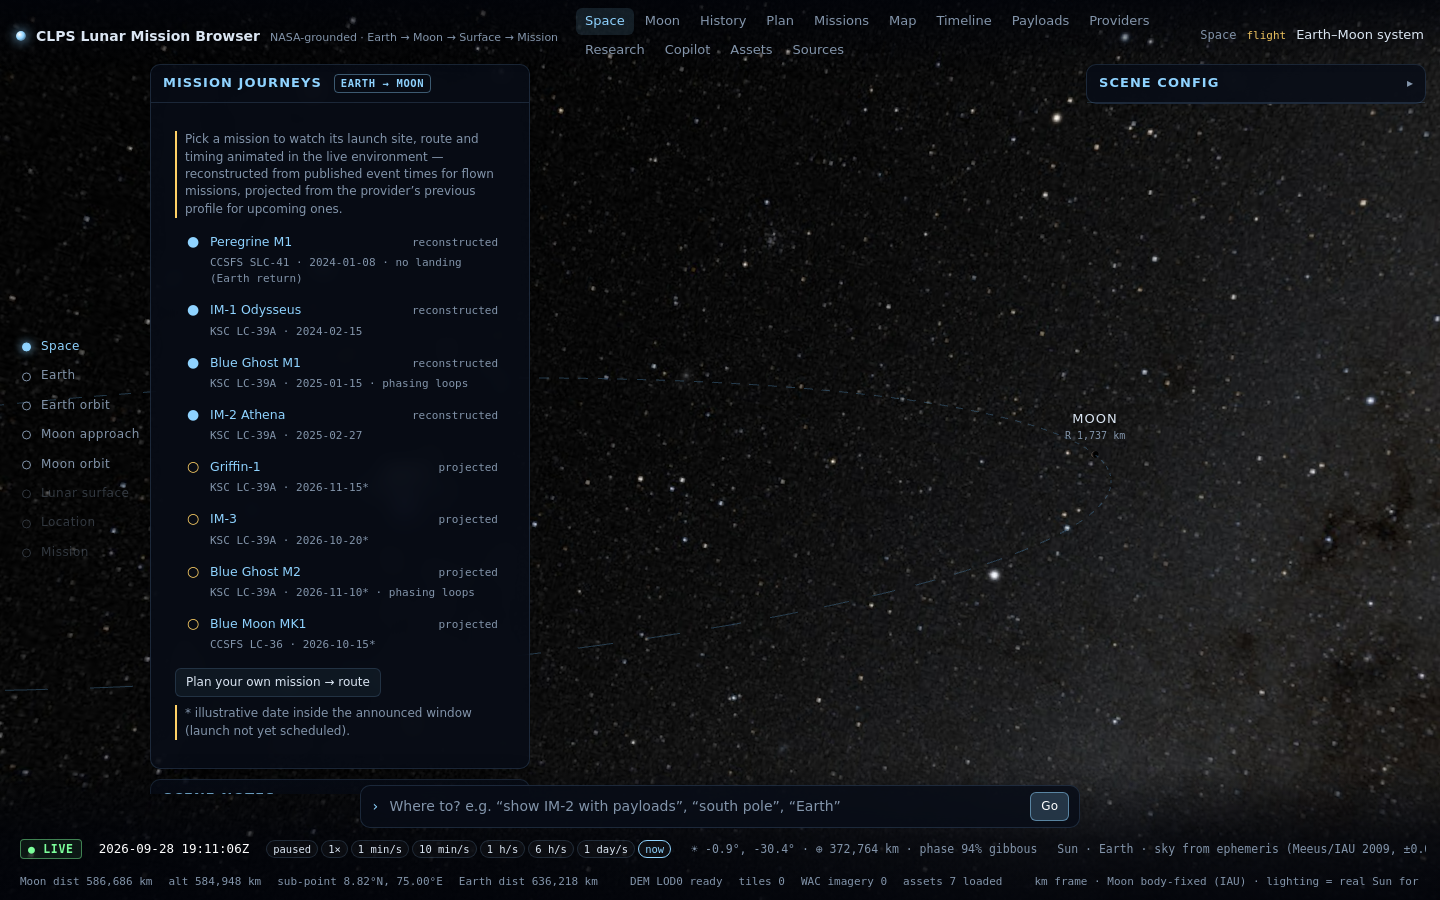 CLPS Lunar Mission Browser NASA-grounded · Earth → Moon → Surface → Mission
Space Moon History Plan Missions Map Timeline Payloads Providers
Research Copilot Assets Sources
Space flight Earth–Moon system
MISSION JOURNEYS EARTH → MOON
Pick a mission to watch its launch site, route and
timing animated in the live environment —
reconstructed from published event times for flown
missions, projected from the provider’s previous
profile for upcoming ones.
Peregrine M1 reconstructed
CCSFS SLC-41 · 2024-01-08 · no landing
(Earth return)
IM-1 Odysseus reconstructed
KSC LC-39A · 2024-02-15
Blue Ghost M1 reconstructed
KSC LC-39A · 2025-01-15 · phasing loops
IM-2 Athena reconstructed
KSC LC-39A · 2025-02-27
Griffin-1 projected
KSC LC-39A · 2026-11-15*
IM-3 projected
KSC LC-39A · 2026-10-20*
Blue Ghost M2 projected
KSC LC-39A · 2026-11-10* · phasing loops
Blue Moon MK1 projected
CCSFS LC-36 · 2026-10-15*
Plan your own mission → route
* illustrative date inside the announced window
(launch not yet scheduled).
SCENE NOTES
Space
Earth
Earth orbit
Moon approach
Moon orbit
Lunar surface
Location
Mission
SCENE CONFIG ▸
MOON
R 1,737 km
› Where to? e.g. “show IM-2 with payloads”, “south pole”, “Earth” Go
● LIVE 2026-09-28 19:11:06Z paused 1× 1 min/s 10 min/s 1 h/s 6 h/s 1 day/s now ☀ -0.9°, -30.4° · ⊕ 372,764 km · phase 94% gibbous Sun · Earth · sky from ephemeris (Meeus/IAU 2009, ±0.
Moon dist 586,686 km alt 584,948 km sub-point 8.82°N, 75.00°E Earth dist 636,218 km DEM LOD0 ready tiles 0 WAC imagery 0 assets 7 loaded km frame · Moon body-fixed (IAU) · lighting = real Sun for